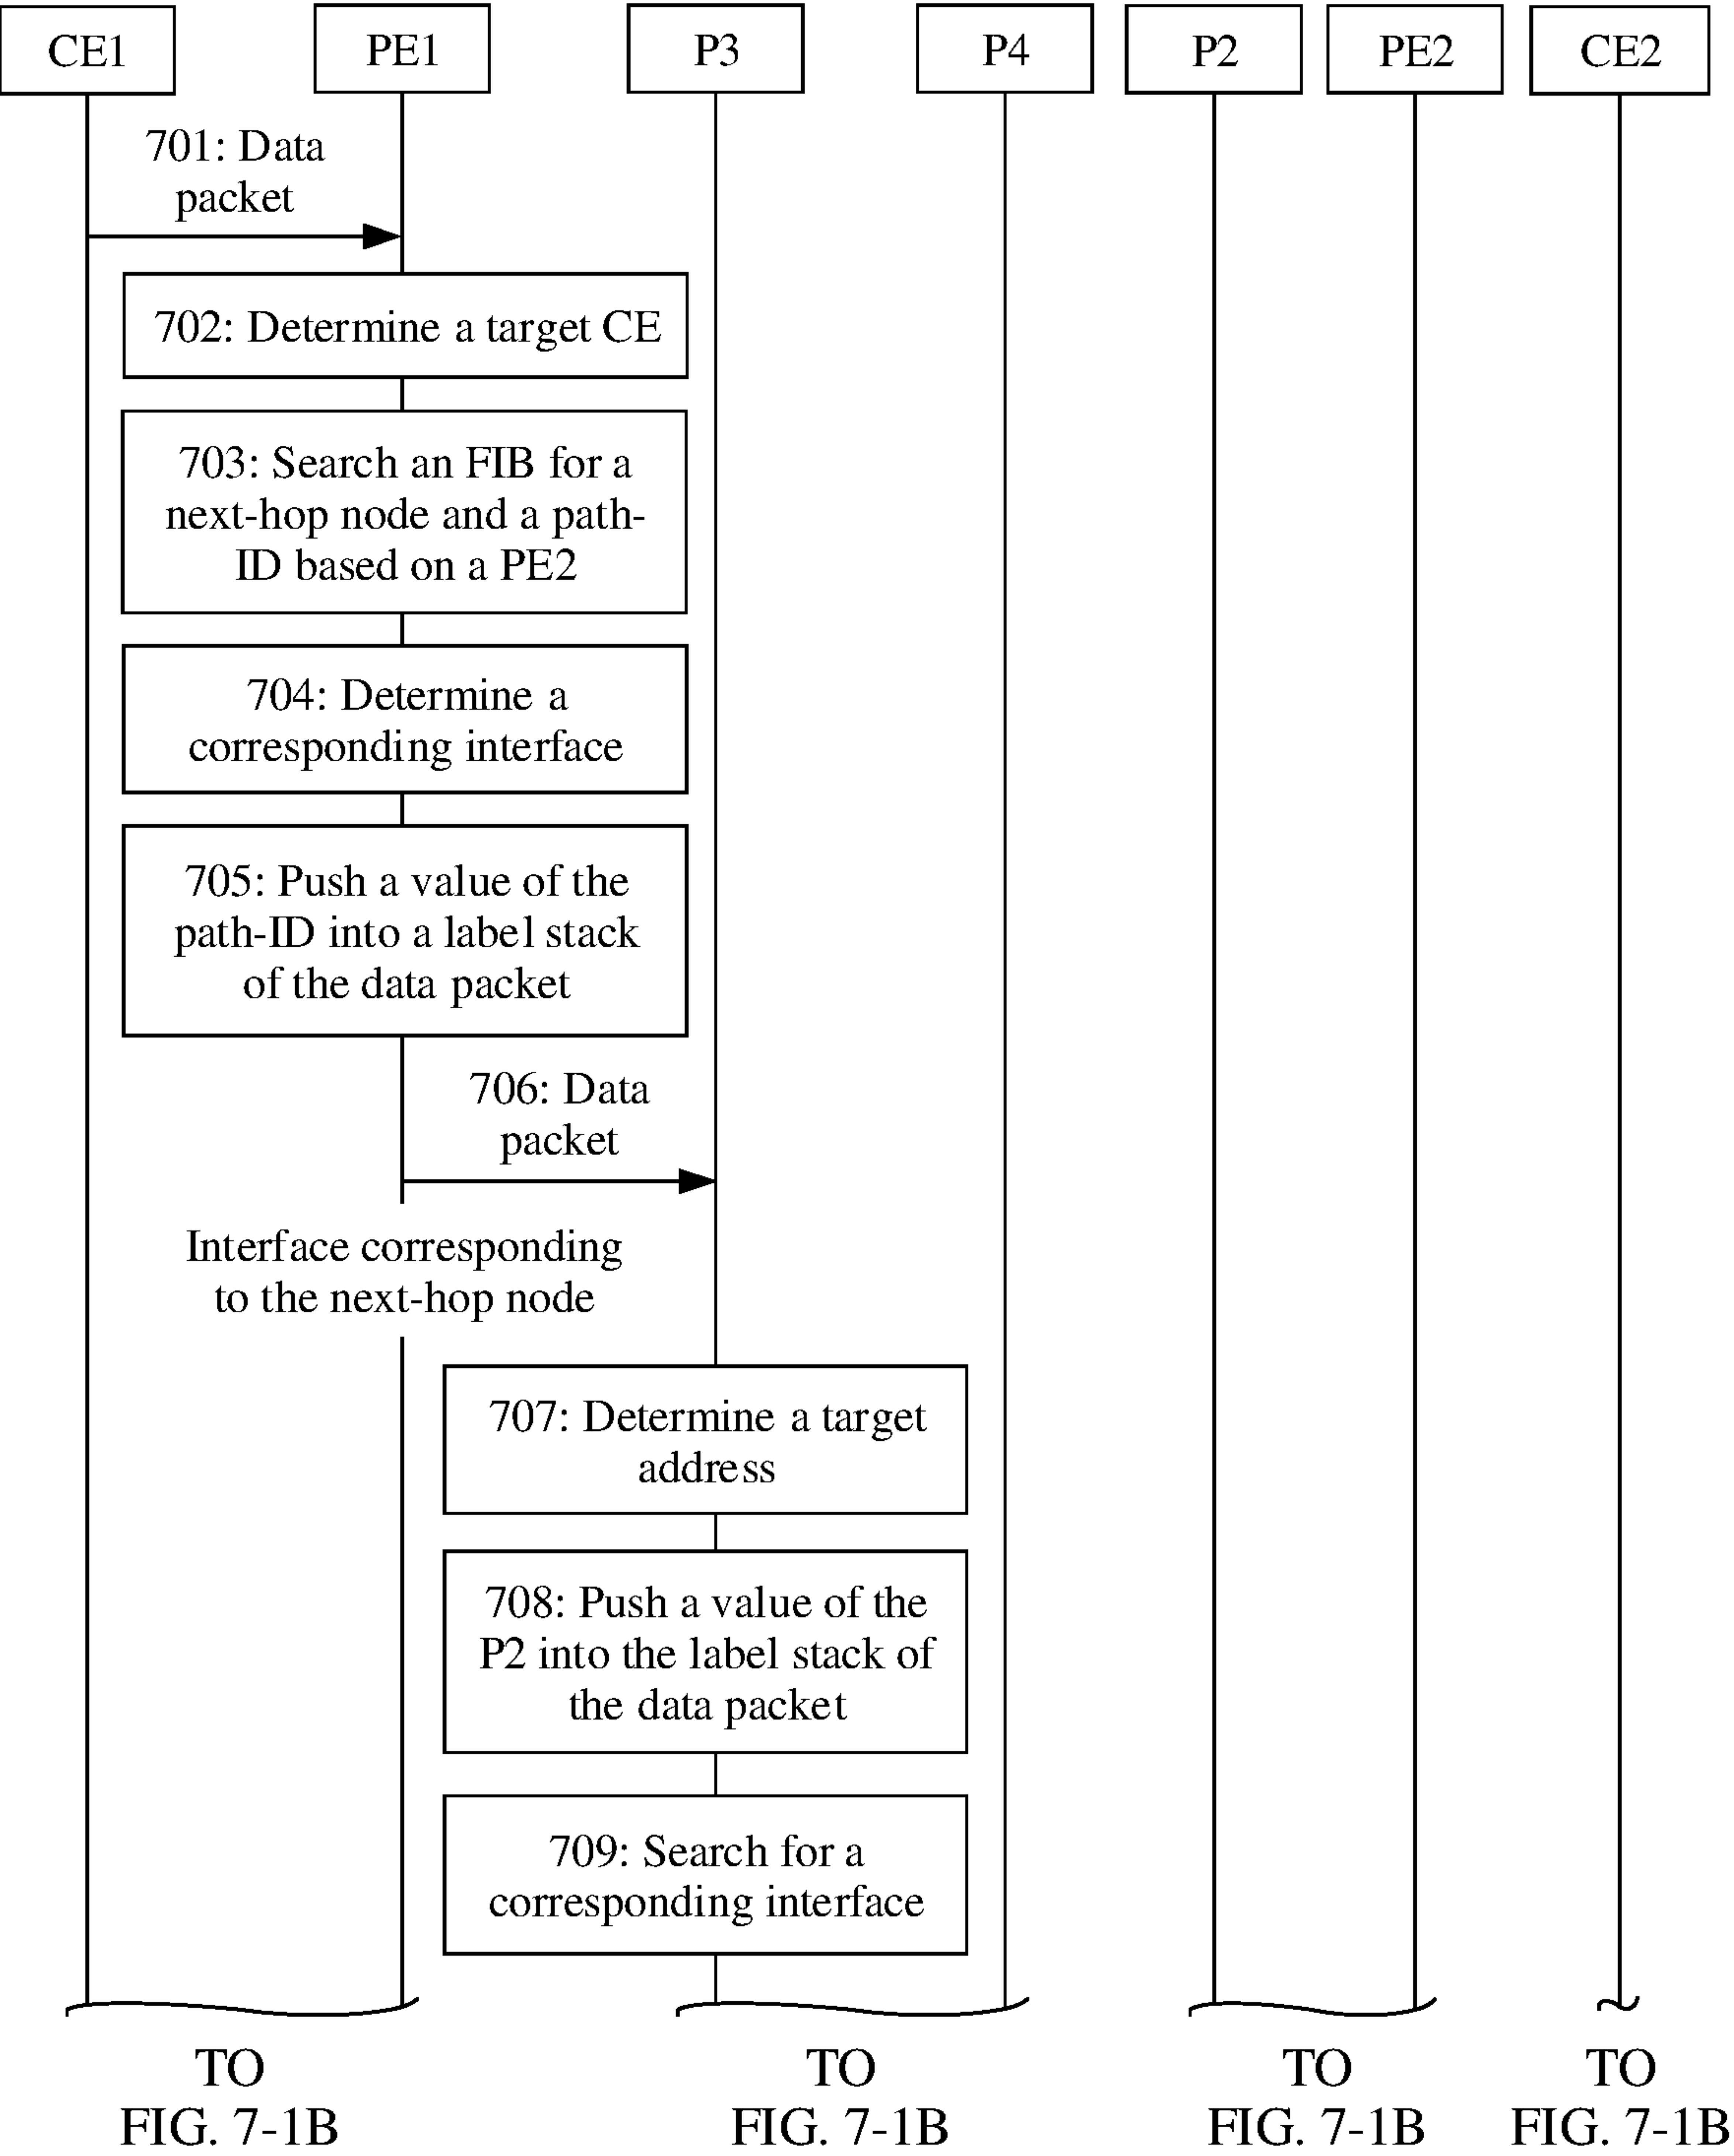 CE1
PE1
P3
P4
P2
PE2
CE2
701: Data
packet
702: Determine a target CE
703: Search an FIB for a
next-hop node and a path-
ID based on a PE2
704: Determine a
corresponding interface
705: Push a value of the
path-ID into a label stack
of the data packet
706: Data
packet
Interface corresponding
to the next-hop node
707: Determine a target
address
708: Push a value of the
P2 into the label stack of
the data packet
709: Search for a
corresponding interface
TO
FIG. 7-1B
TO
FIG. 7-1B
TO
FIG. 7-1B
TO
FIG. 7-1B